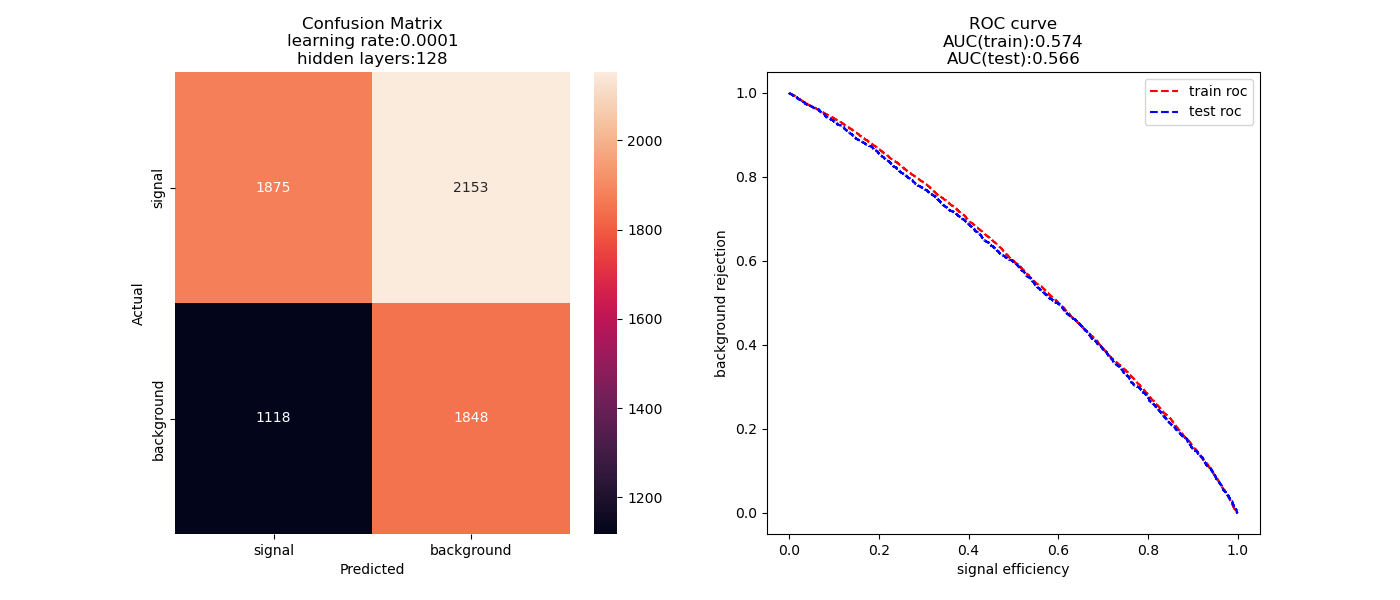 Confusion Matrix
learning rate:0.0001
hidden layers:128
signal
background
Actual
1875
2153
1118
1848
signal
background
Predicted
2000
1800
1600
1400
1200
ROC curve
AUC(train):0.574
AUC(test):0.566
train roc
test roc
1.0
0.8
0.6
0.4
0.2
0.0
background rejection
0.0 0.2 0.4 0.6 0.8 1.0
signal efficiency